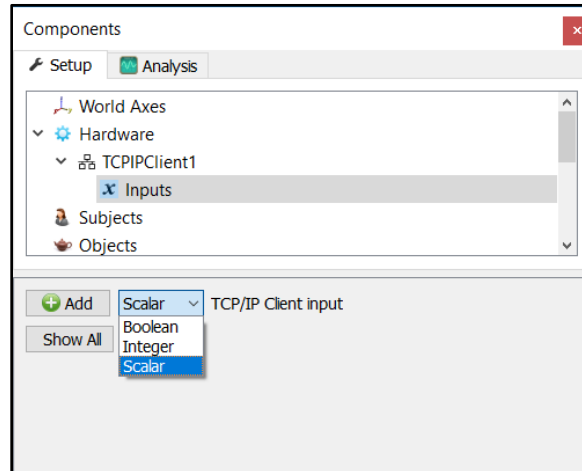 Components
Setup Analysis
World Axes
Hardware
TCPIPClient1
x Inputs
Subjects
Objects
Add Scalar TCP/IP Client input
Boolean
Show All Integer
Scalar